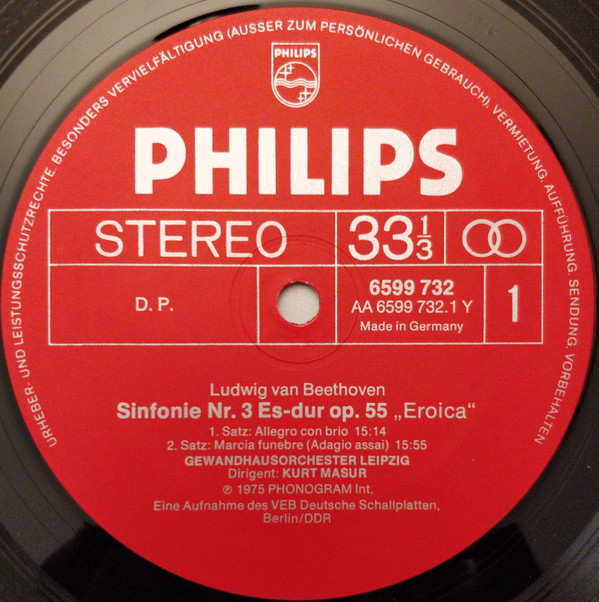 URHEBER- UND LEISTUNGSSCHUTZRECHTE, BESONDERS VERVIELFÄLTIGUNG (AUSSER ZUM PERSÖNLICHEN GEBRAUCH), VERMIETUNG, AUFFÜHRUNG, SENDUNG, VORBEHALTEN
PHILIPS
PHILIPS
STEREO 33 1/3
D. P.
6599 732
AA 6599 732.1 Y
Made in Germany
1
Ludwig van Beethoven
Sinfonie Nr. 3 Es-dur op. 55 „Eroica“
1. Satz: Allegro con brio 15:14
2. Satz: Marcia funebre (Adagio assai) 15:55
GEWANDHAUSORCHESTER LEIPZIG
Dirigent: KURT MASUR
℗ 1975 PHONOGRAM Int.
Eine Aufnahme des VEB Deutsche Schallplatten,
Berlin/DDR